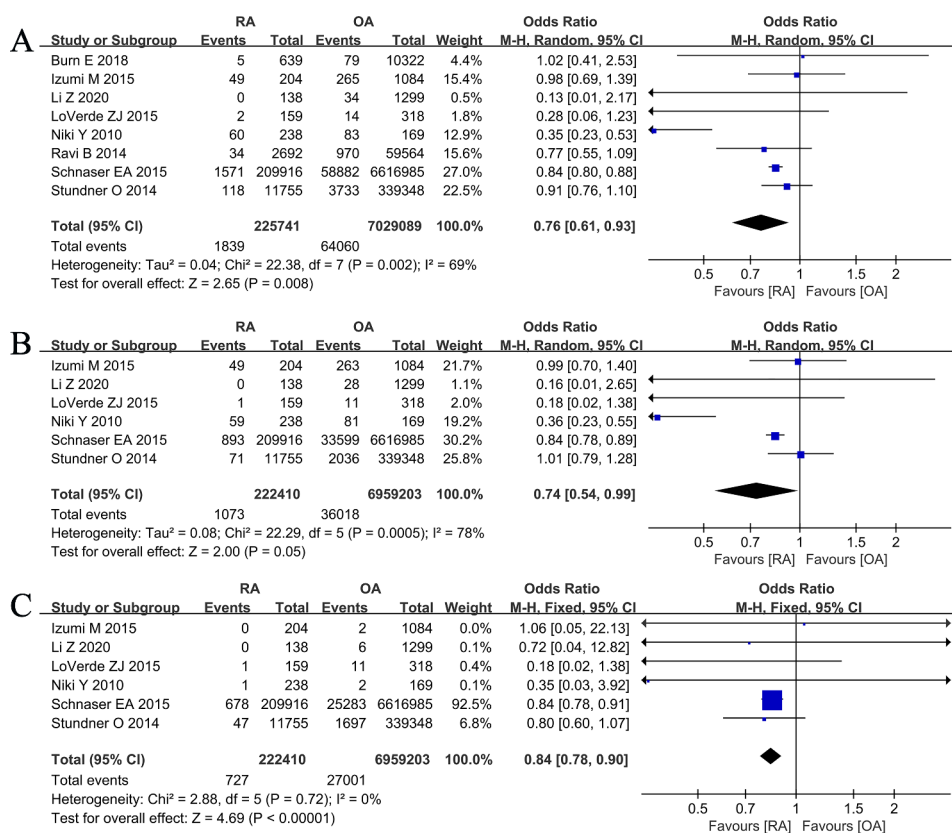 A
RA OA Odds Ratio Odds Ratio
Study or Subgroup Events Total Events Total Weight M-H, Random, 95% CI M-H, Random, 95% CI
Burn E 2018 5 639 79 10322 4.4% 1.02 [0.41, 2.53]
Izumi M 2015 49 204 265 1084 15.4% 0.98 [0.69, 1.39]
Li Z 2020 0 138 34 1299 0.5% 0.13 [0.01, 2.17]
LoVerde ZJ 2015 2 159 14 318 1.8% 0.28 [0.06, 1.23]
Niki Y 2010 60 238 83 169 12.9% 0.35 [0.23, 0.53]
Ravi B 2014 34 2692 970 59564 15.6% 0.77 [0.55, 1.09]
Schnaser EA 2015 1571 209916 58882 6616985 27.0% 0.84 [0.80, 0.88]
Stundner O 2014 118 11755 3733 339348 22.5% 0.91 [0.76, 1.10]
Total (95% CI) 225741 7029089 100.0% 0.76 [0.61, 0.93]
Total events 1839 64060
Heterogeneity: Tau² = 0.04; Chi² = 22.38, df = 7 (P = 0.002); I² = 69%
Test for overall effect: Z = 2.65 (P = 0.008)
0.5 0.7 1 1.5 2
Favours [RA] Favours [OA]
B
RA OA Odds Ratio Odds Ratio
Study or Subgroup Events Total Events Total Weight M-H, Random, 95% CI M-H, Random, 95% CI
Izumi M 2015 49 204 263 1084 21.7% 0.99 [0.70, 1.40]
Li Z 2020 0 138 28 1299 1.1% 0.16 [0.01, 2.65]
LoVerde ZJ 2015 1 159 11 318 2.0% 0.18 [0.02, 1.38]
Niki Y 2010 59 238 81 169 19.2% 0.36 [0.23, 0.55]
Schnaser EA 2015 893 209916 33599 6616985 30.2% 0.84 [0.78, 0.89]
Stundner O 2014 71 11755 2036 339348 25.8% 1.01 [0.79, 1.28]
Total (95% CI) 222410 6959203 100.0% 0.74 [0.54, 0.99]
Total events 1073 36018
Heterogeneity: Tau² = 0.08; Chi² = 22.29, df = 5 (P = 0.0005); I² = 78%
Test for overall effect: Z = 2.00 (P = 0.05)
0.5 0.7 1 1.5 2
Favours [RA] Favours [OA]
C
RA OA Odds Ratio Odds Ratio
Study or Subgroup Events Total Events Total Weight M-H, Fixed, 95% CI M-H, Fixed, 95% CI
Izumi M 2015 0 204 2 1084 0.0% 1.06 [0.05, 22.13]
Li Z 2020 0 138 6 1299 0.1% 0.72 [0.04, 12.82]
LoVerde ZJ 2015 1 159 11 318 0.4% 0.18 [0.02, 1.38]
Niki Y 2010 1 238 2 169 0.1% 0.35 [0.03, 3.92]
Schnaser EA 2015 678 209916 25283 6616985 92.5% 0.84 [0.78, 0.91]
Stundner O 2014 47 11755 1697 339348 6.8% 0.80 [0.60, 1.07]
Total (95% CI) 222410 6959203 100.0% 0.84 [0.78, 0.90]
Total events 727 27001
Heterogeneity: Chi² = 2.88, df = 5 (P = 0.72); I² = 0%
Test for overall effect: Z = 4.69 (P < 0.00001)
0.5 0.7 1 1.5 2
Favours [RA] Favours [OA]